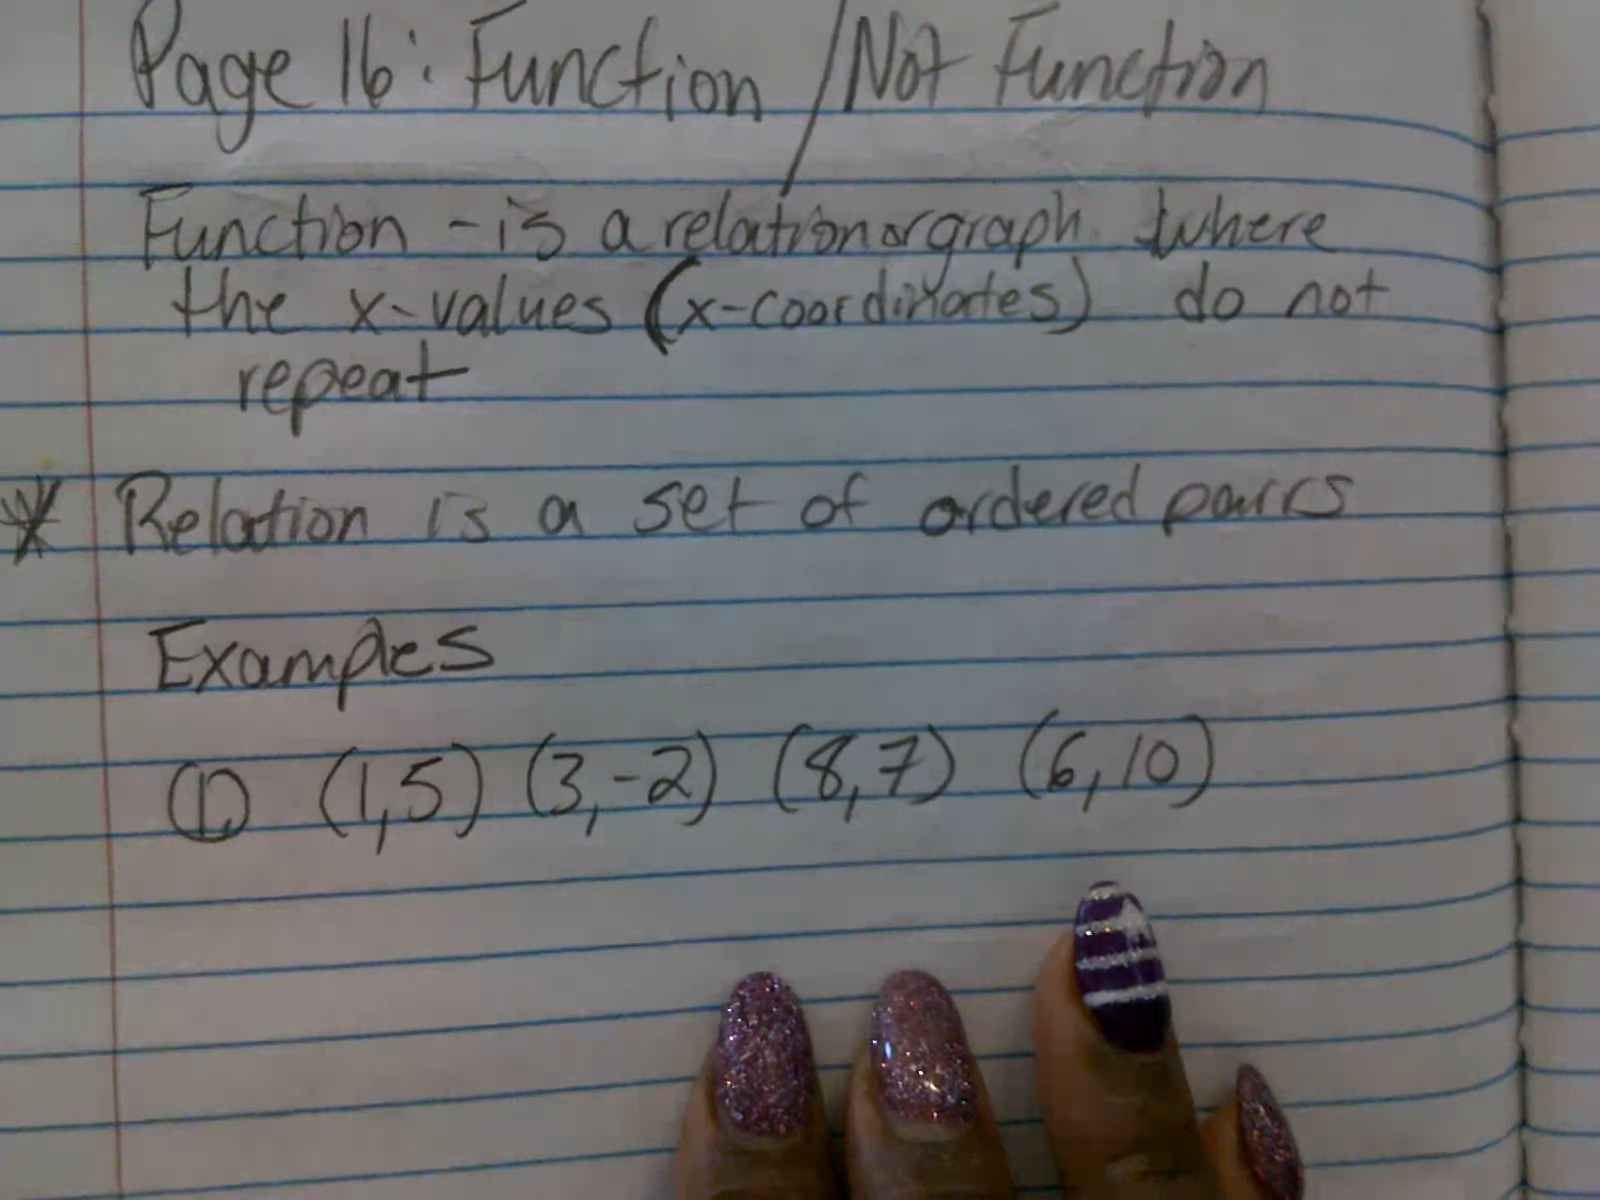 Page 16: Function / Not Function
Function - is a relation or graph where
the x-values (x-coordinates) do not
repeat
* Relation is a set of ordered pairs
Examples
① (1,5) (3,-2) (8,7) (6,10)